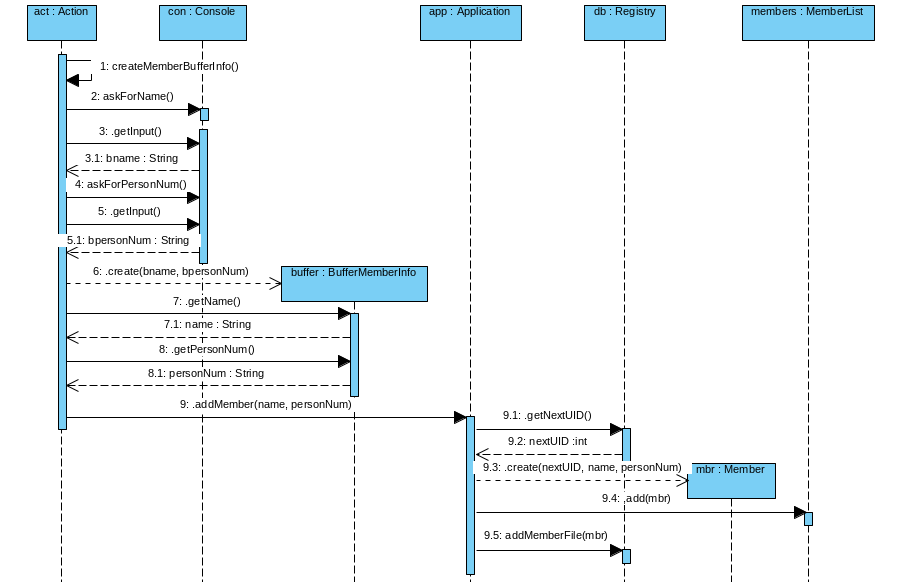 act : Action
con : Console
app : Application
db : Registry
members : MemberList
1: createMemberBufferInfo()
2: askForName()
3: .getInput()
3.1: bname : String
4: askForPersonNum()
5: .getInput()
5.1: bpersonNum : String
6: .create(bname, bpersonNum)
buffer : BufferMemberInfo
7: .getName()
7.1: name : String
8: .getPersonNum()
8.1: personNum : String
9: .addMember(name, personNum)
9.1: .getNextUID()
9.2: nextUID :int
9.3: .create(nextUID, name, personNum)
mbr : Member
9.4: .add(mbr)
9.5: addMemberFile(mbr)